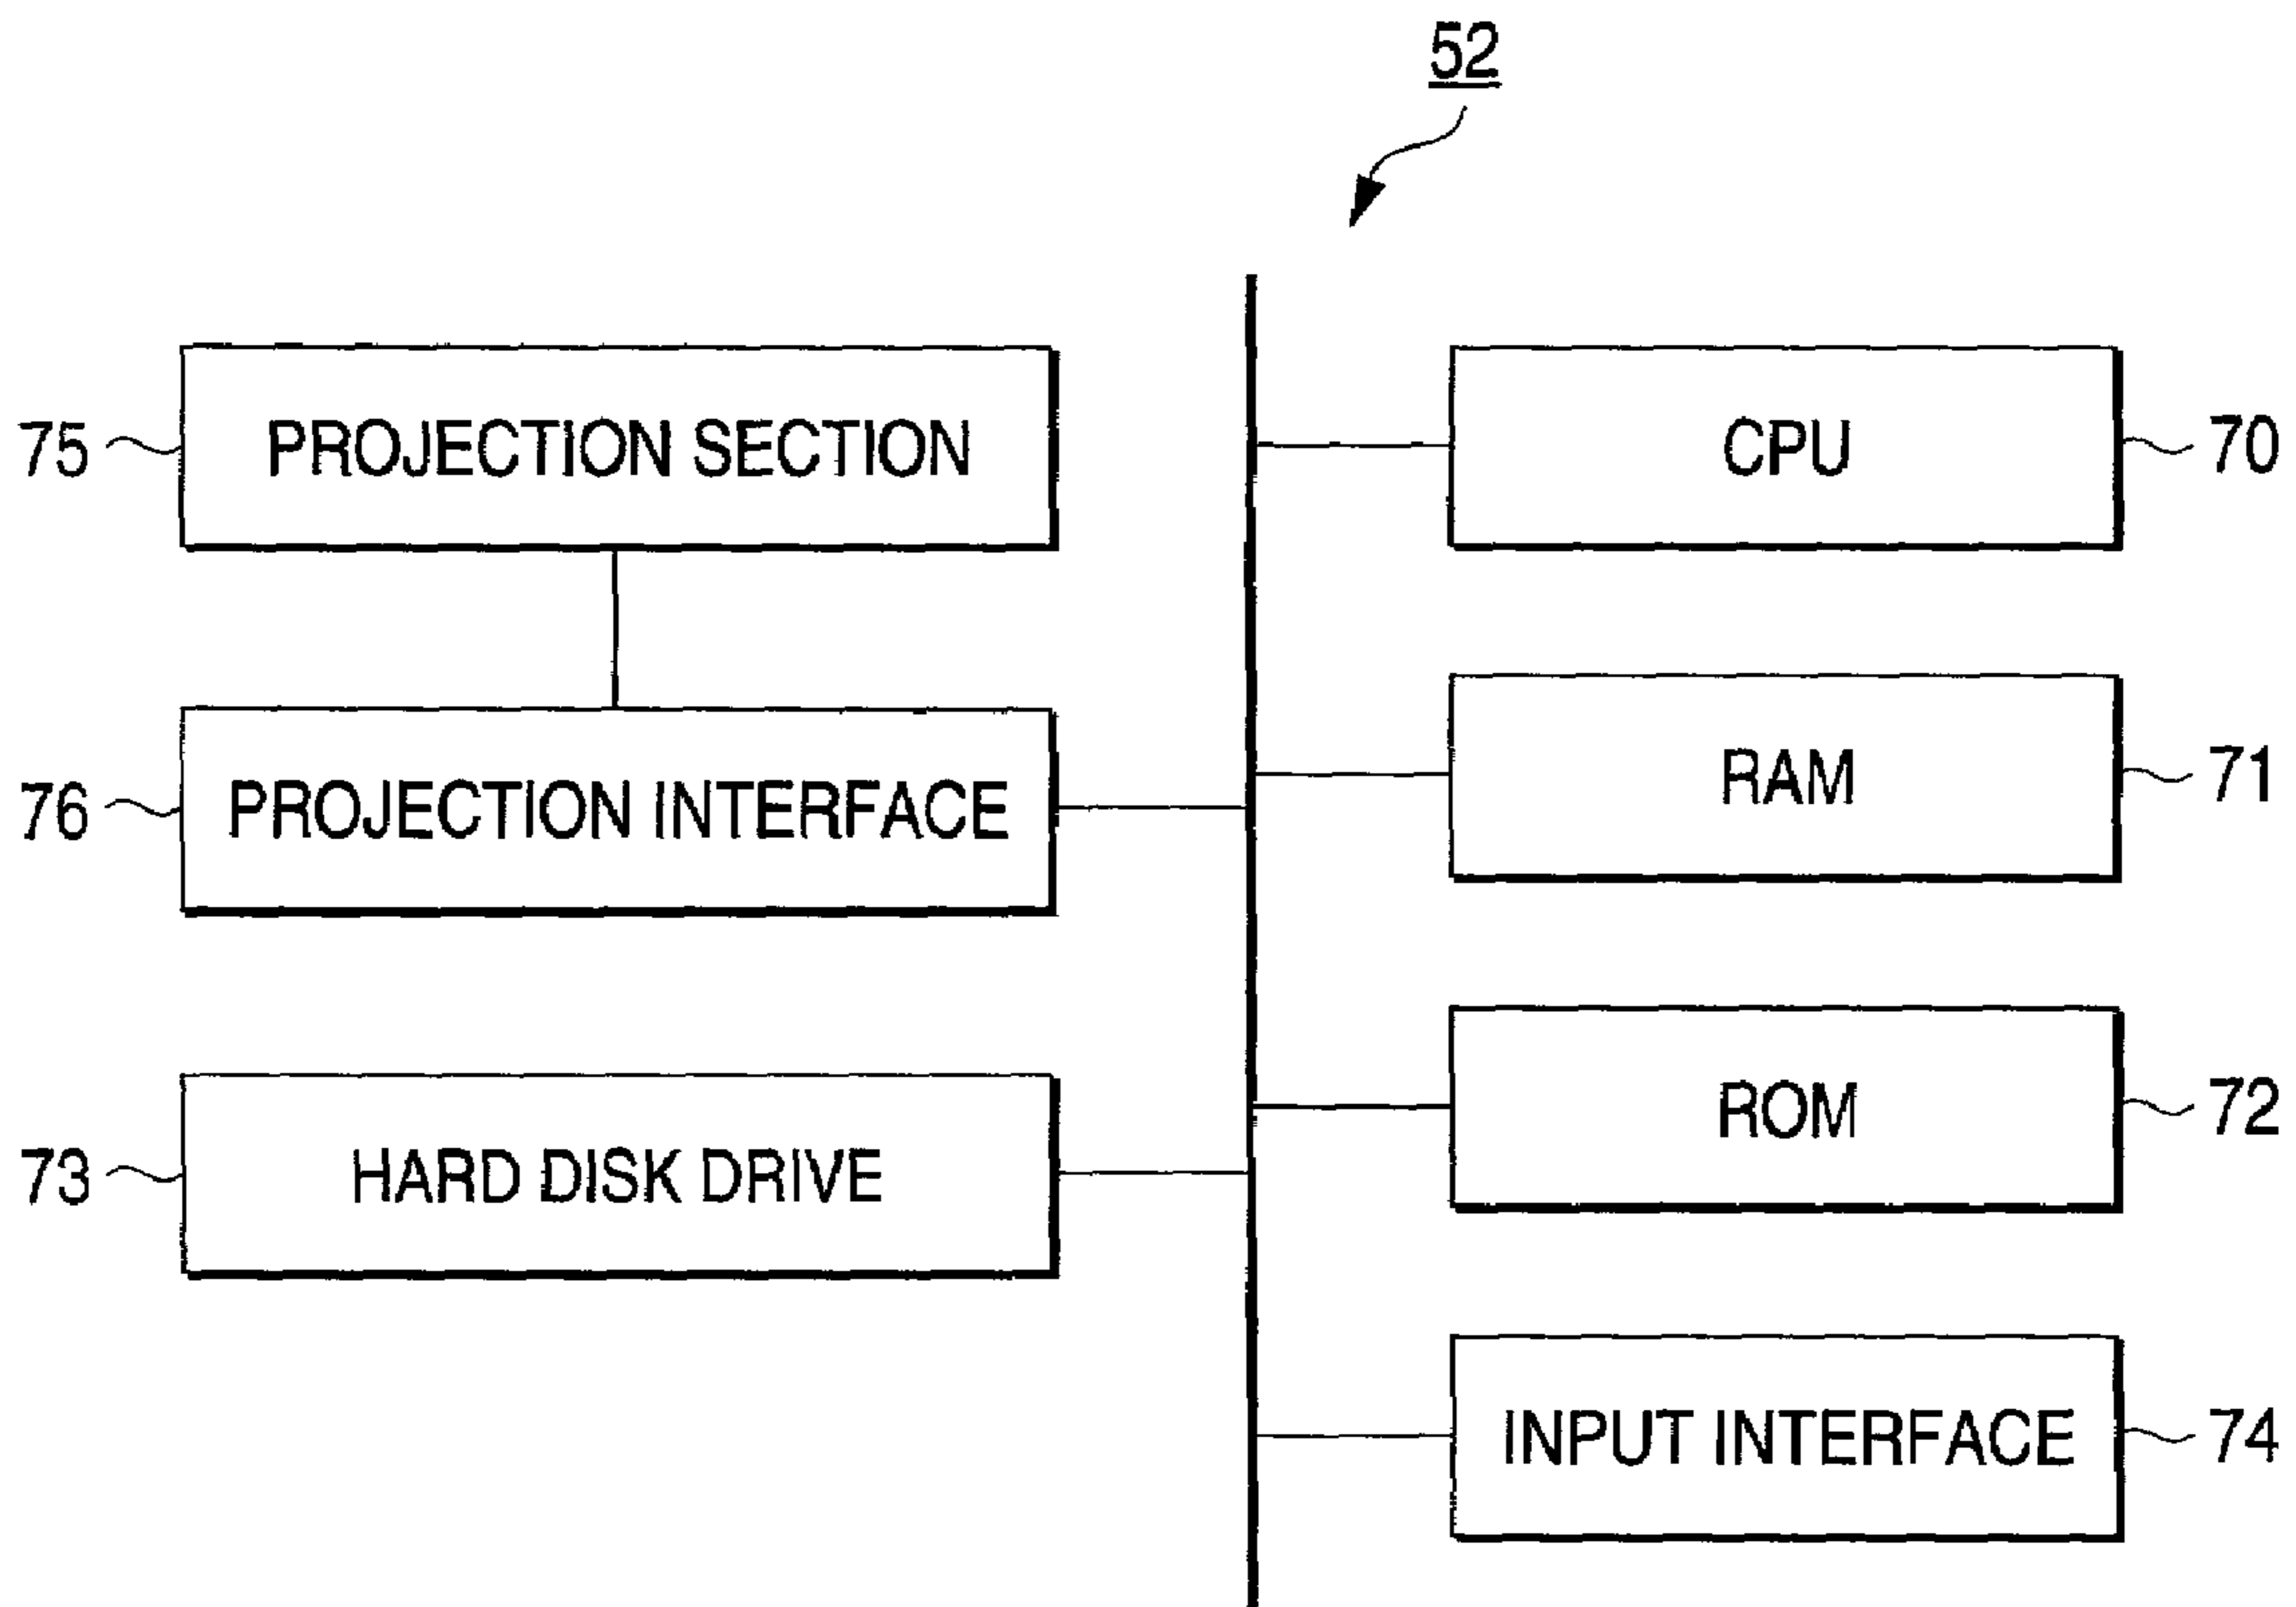 52
75 PROJECTION SECTION
CPU 70
76 PROJECTION INTERFACE
RAM 71
73 HARD DISK DRIVE
ROM 72
INPUT INTERFACE 74